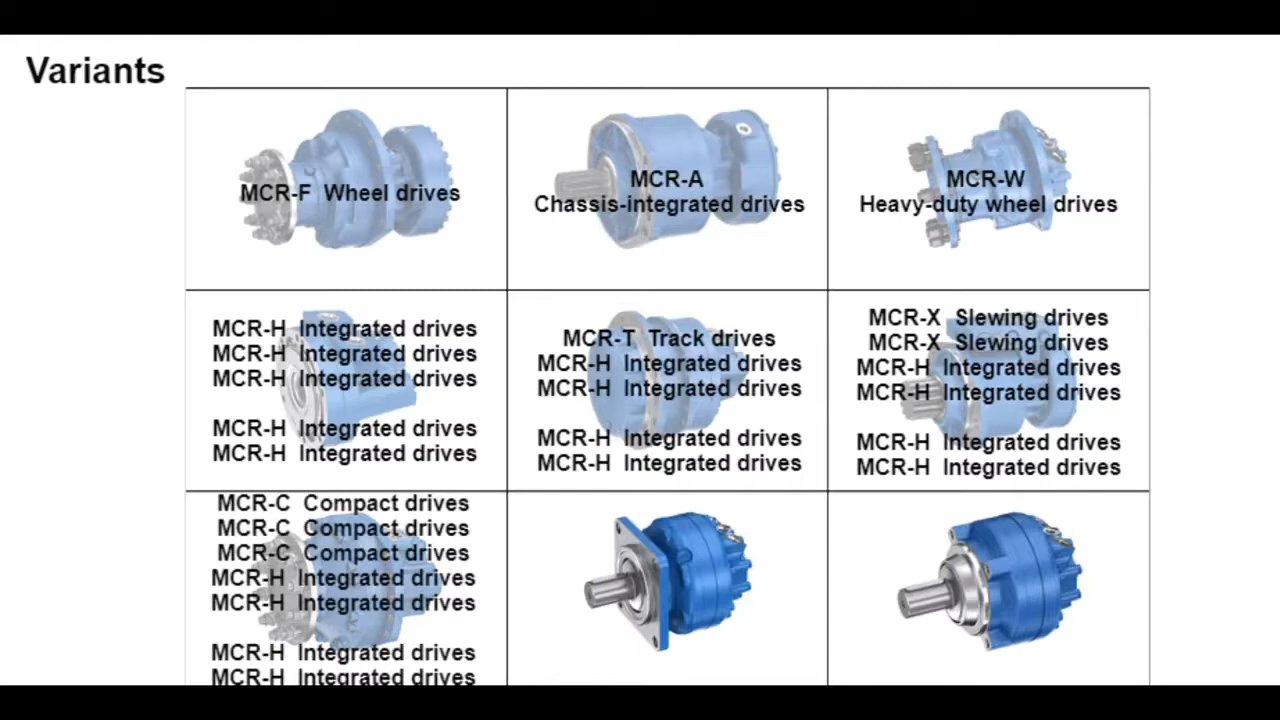 Variants
MCR-F Wheel drives
MCR-A
Chassis-integrated drives
MCR-W
Heavy-duty wheel drives
MCR-H Integrated drives
MCR-H Integrated drives
MCR-H Integrated drives
MCR-H Integrated drives
MCR-H Integrated drives
MCR-T Track drives
MCR-H Integrated drives
MCR-H Integrated drives
MCR-H Integrated drives
MCR-H Integrated drives
MCR-X Slewing drives
MCR-X Slewing drives
MCR-H Integrated drives
MCR-H Integrated drives
MCR-H Integrated drives
MCR-H Integrated drives
MCR-C Compact drives
MCR-C Compact drives
MCR-C Compact drives
MCR-H Integrated drives
MCR-H Integrated drives
MCR-H Integrated drives
MCR-H Integrated drives